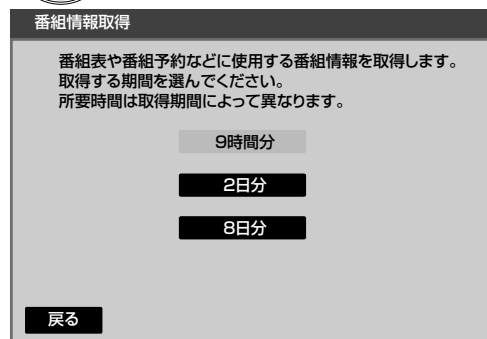 番組情報取得
番組表や番組予約などに使用する番組情報を取得します。
取得する期間を選んでください。
所要時間は取得期間によって異なります。
9時間分
2日分
8日分
戻る